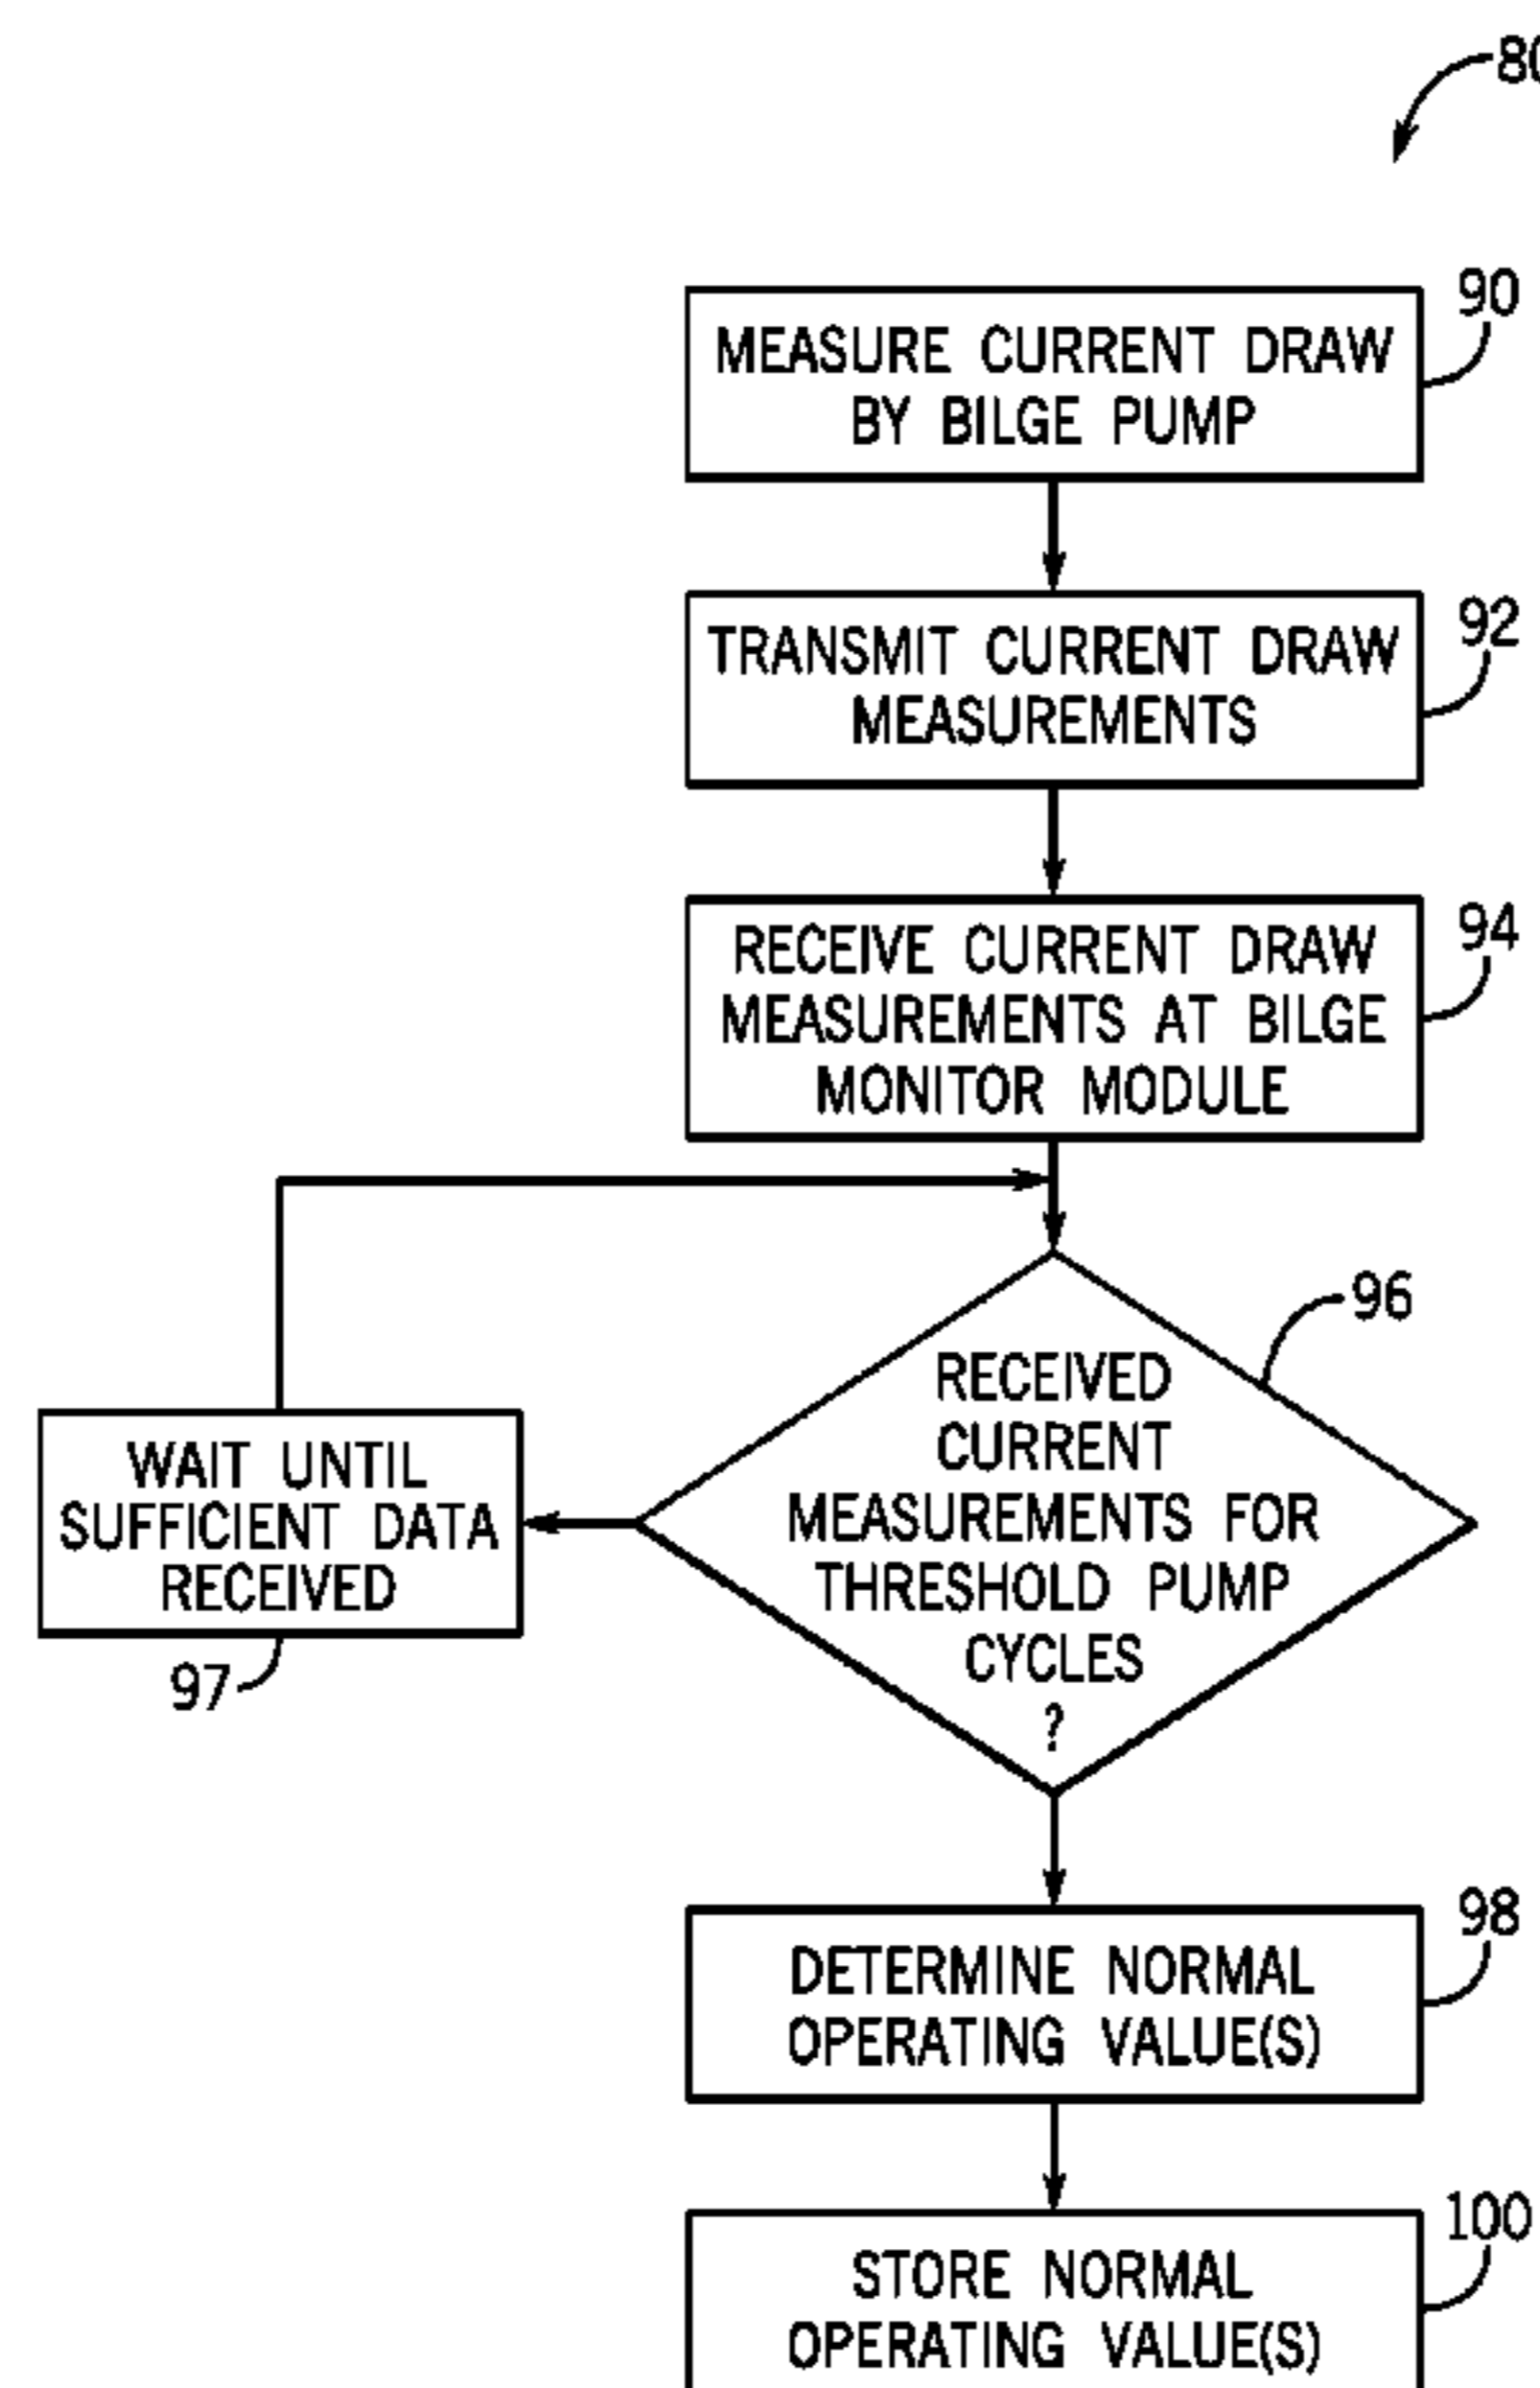 80
90
MEASURE CURRENT DRAW
BY BILGE PUMP
92
TRANSMIT CURRENT DRAW
MEASUREMENTS
94
RECEIVE CURRENT DRAW
MEASUREMENTS AT BILGE
MONITOR MODULE
96
RECEIVED
CURRENT
MEASUREMENTS FOR
THRESHOLD PUMP
CYCLES
?
WAIT UNTIL
SUFFICIENT DATA
RECEIVED
97
98
DETERMINE NORMAL
OPERATING VALUE(S)
100
STORE NORMAL
OPERATING VALUE(S)